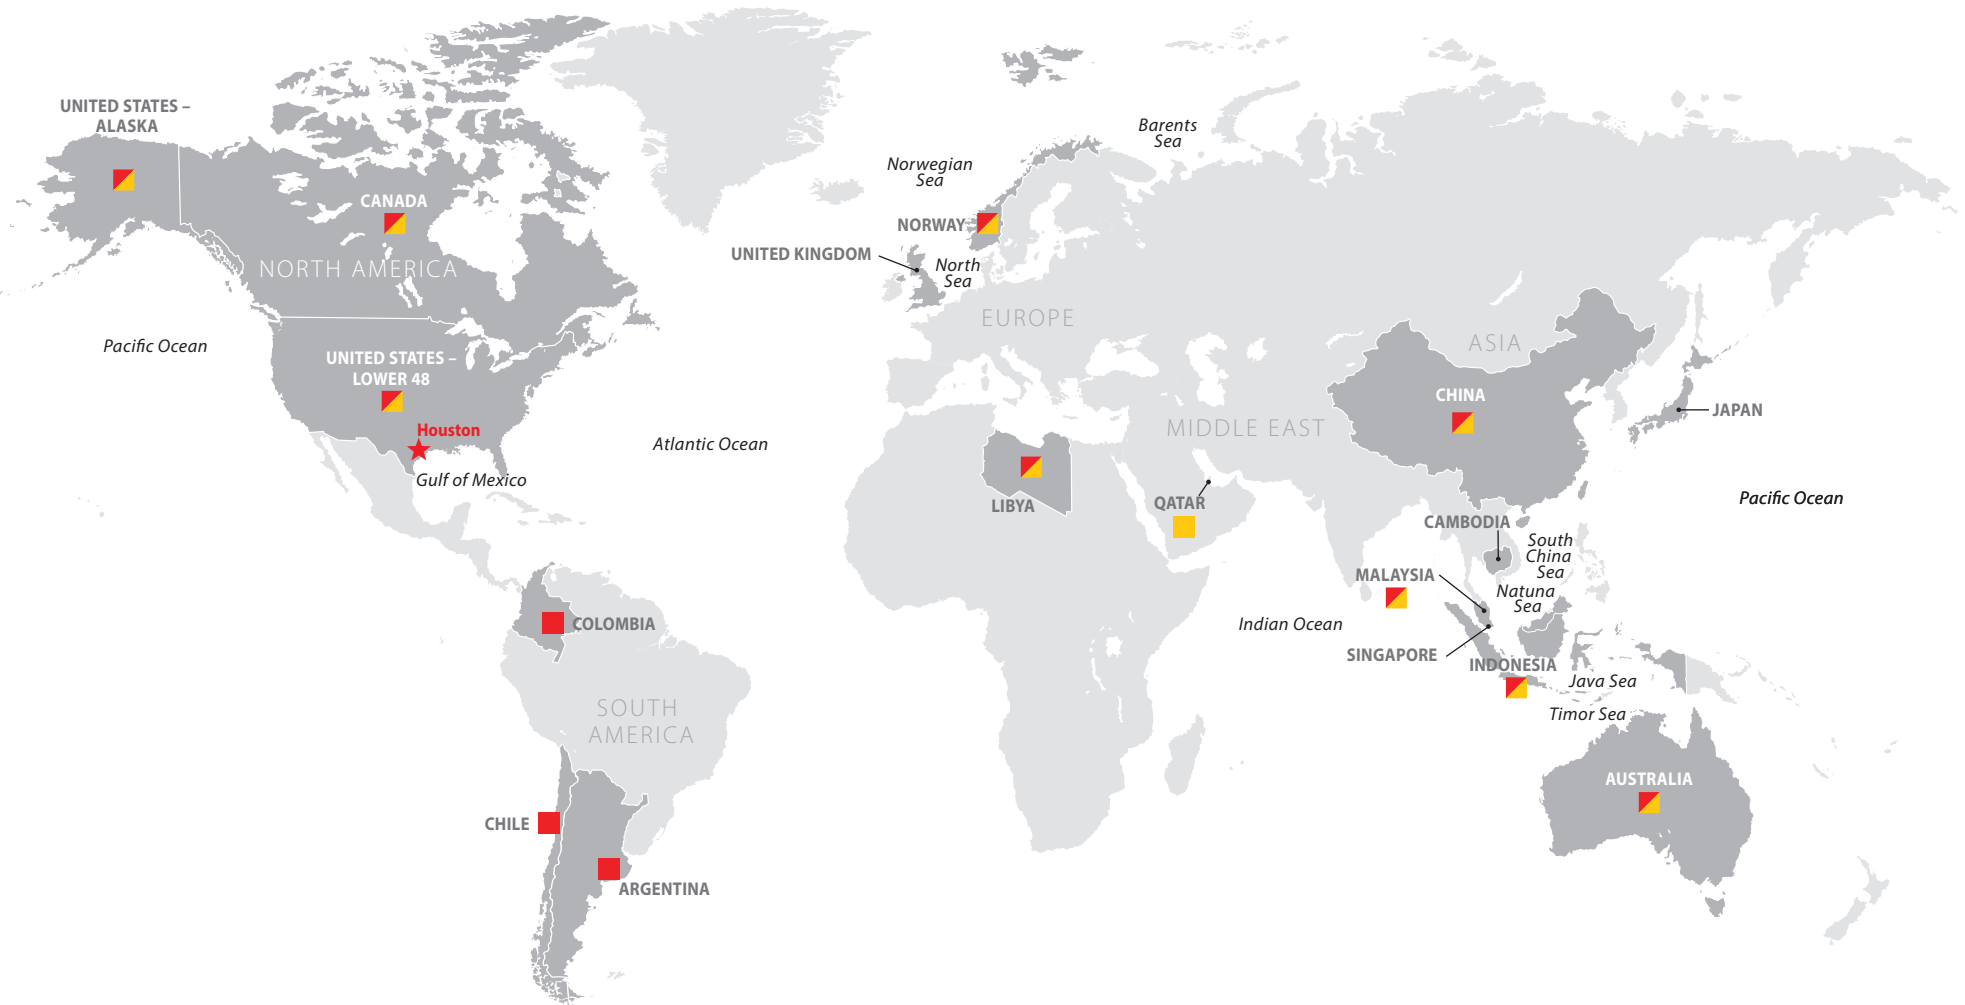 UNITED STATES –
ALASKA
CANADA
NORTH AMERICA
Pacific Ocean
UNITED STATES –
LOWER 48
Houston
Gulf of Mexico
Atlantic Ocean
COLOMBIA
SOUTH
AMERICA
CHILE
ARGENTINA
Barents
Sea
Norwegian
Sea
NORWAY
UNITED KINGDOM
North
Sea
EUROPE
ASIA
CHINA
JAPAN
MIDDLE EAST
LIBYA
QATAR
Pacific Ocean
CAMBODIA
South
China
Sea
MALAYSIA
Natuna
Sea
Indian Ocean
SINGAPORE
INDONESIA
Java Sea
Timor Sea
AUSTRALIA